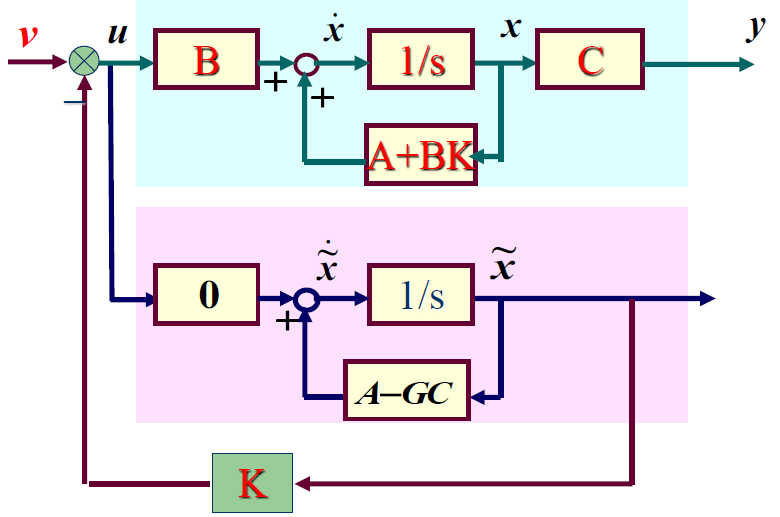 v u B ẋ 1/s x C y
+ +
−
A+BK
0 x̃̇ 1/s x̃
+
A−GC
K